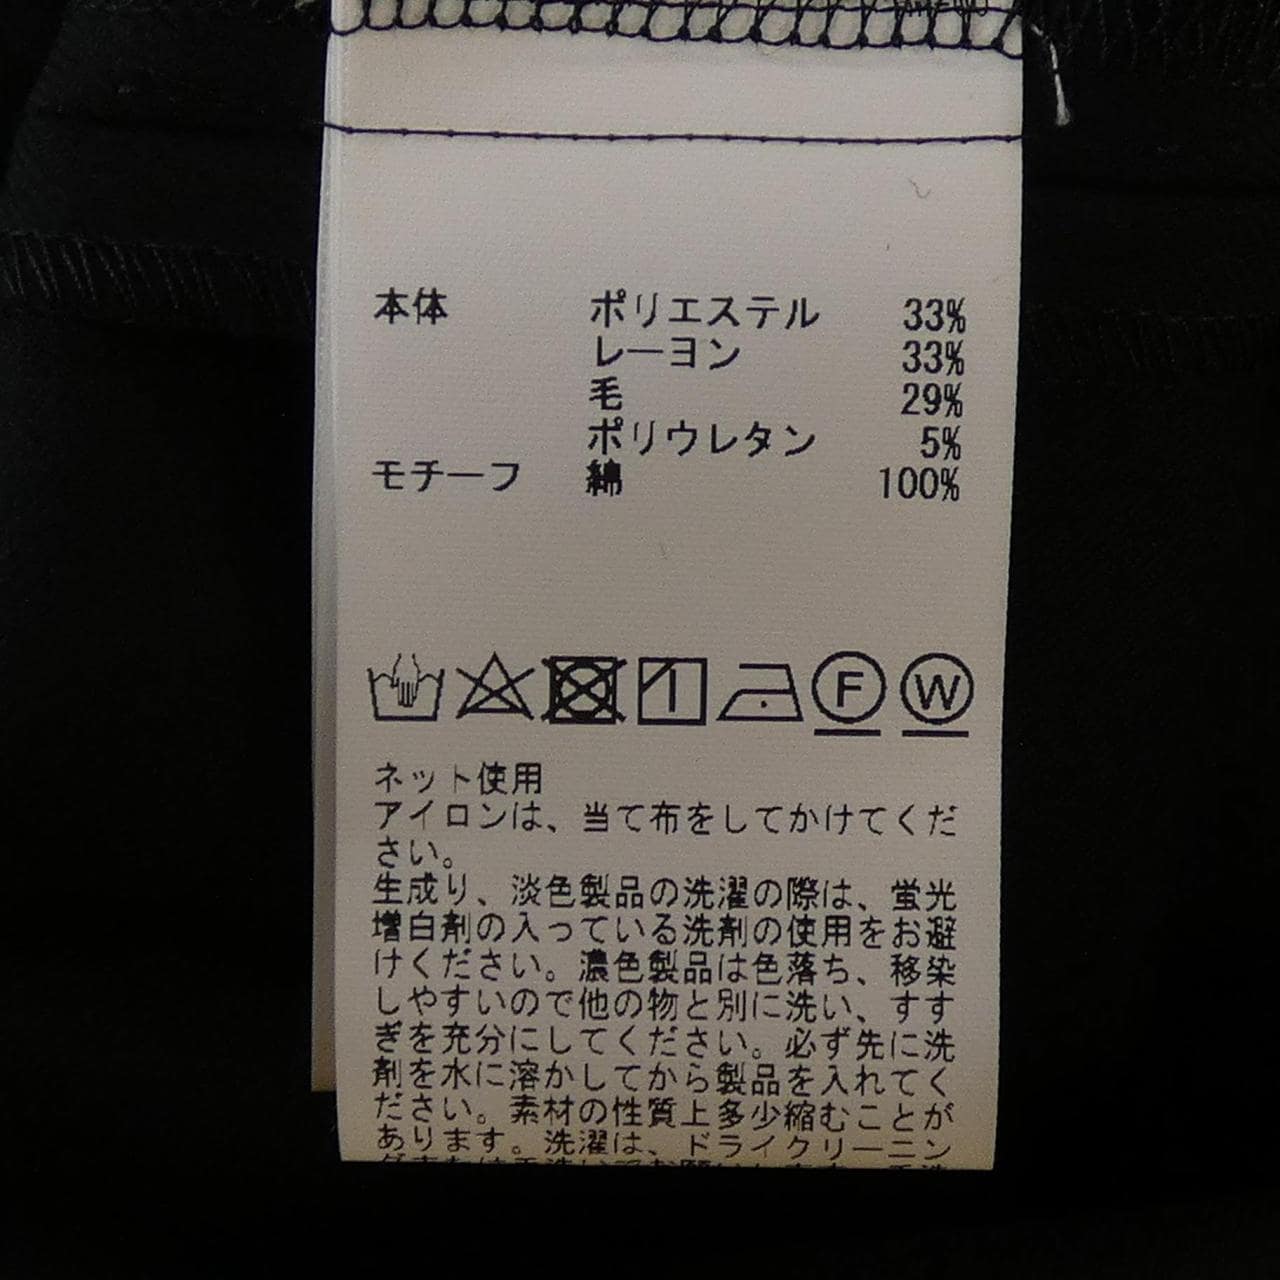 本体 ポリエステル 33%
レーヨン 33%
毛 29%
ポリウレタン 5%
モチーフ 綿 100%
F W
ネット使用
アイロンは、当て布をしてかけてくだ
さい。
生成り、淡色製品の洗濯の際は、蛍光
増白剤の入っている洗剤の使用をお避
けください。濃色製品は色落ち、移染
しやすいので他の物と別に洗い、すす
ぎを充分にしてください。必ず先に洗
剤を水に溶かしてから製品を入れてく
ださい。素材の性質上多少縮むことが
あります。洗濯は、ドライクリーニン